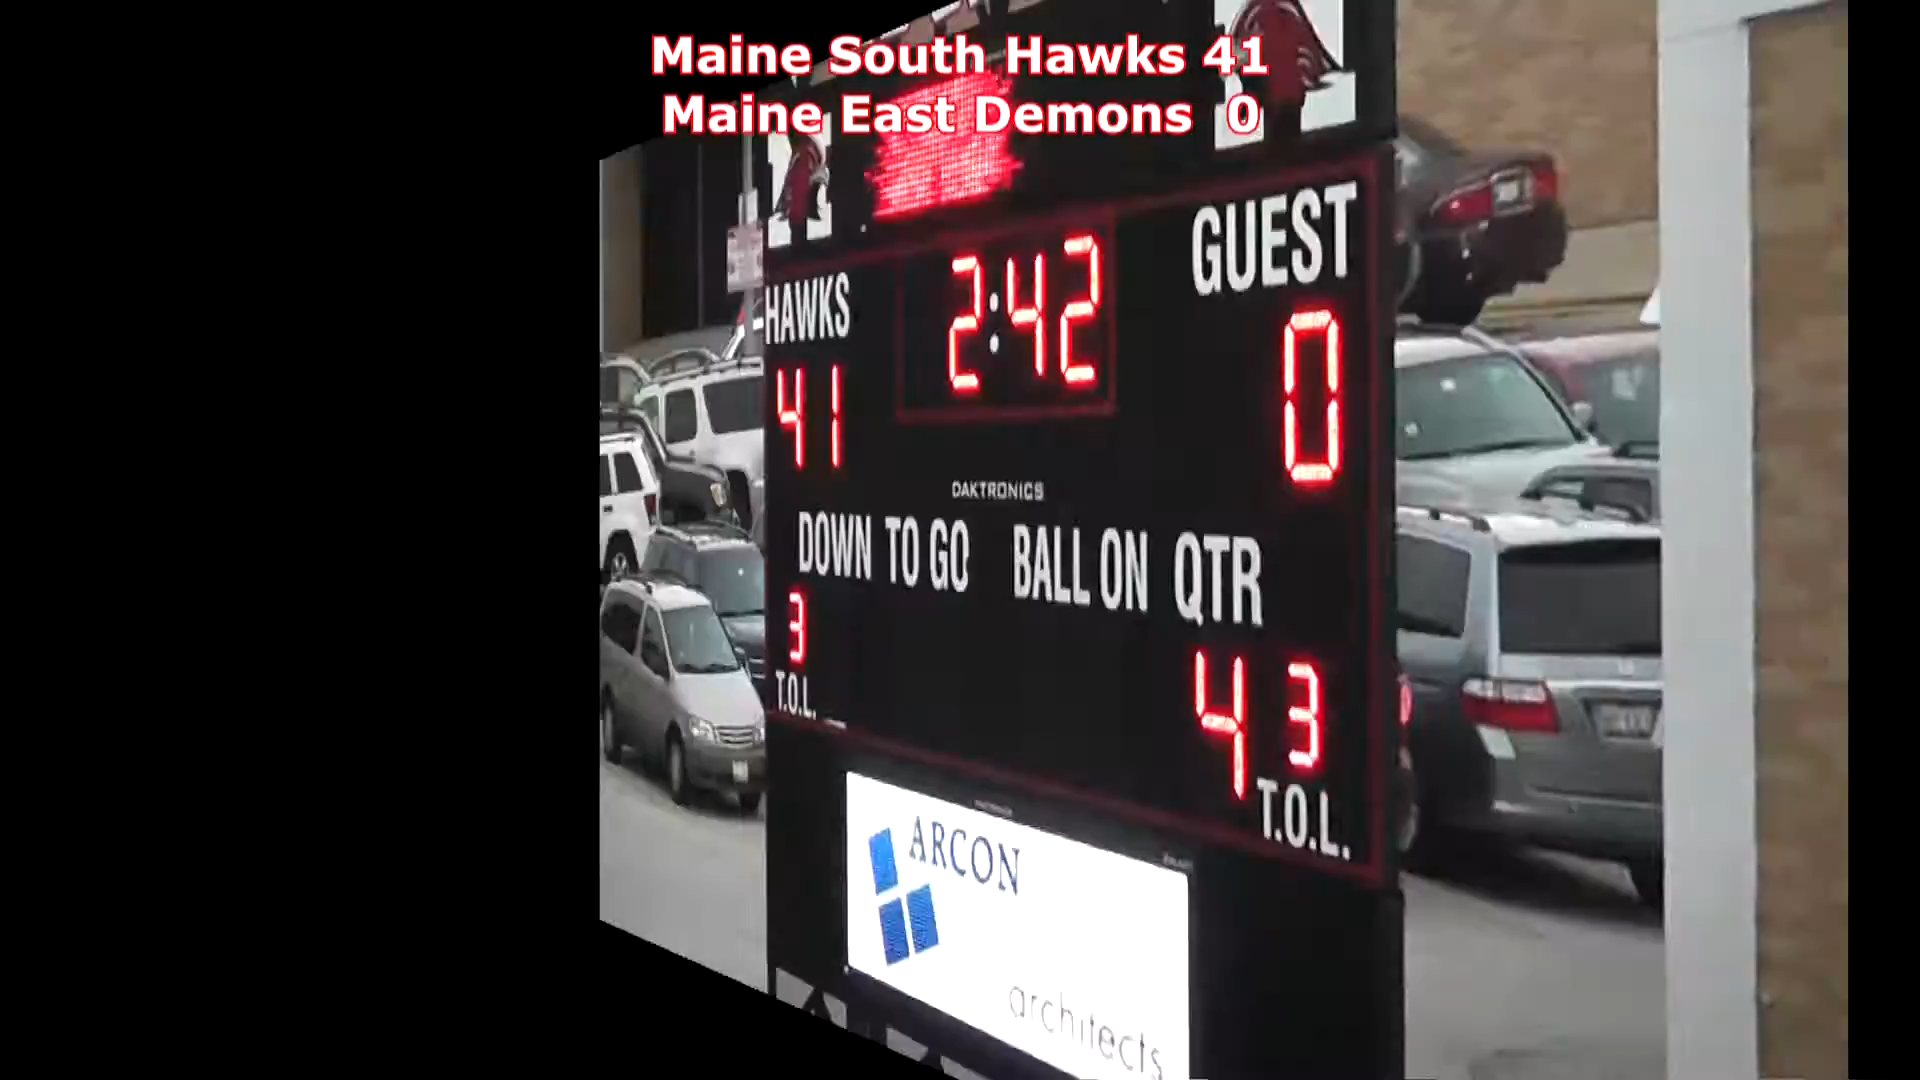 Maine South Hawks 41
Maine East Demons 0
GUEST
HAWKS
2:42
41
0
DAKTRONICS
DOWN TO GO BALL ON QTR
3
4 3
T.O.L.
T.O.L.
ARCON
architects